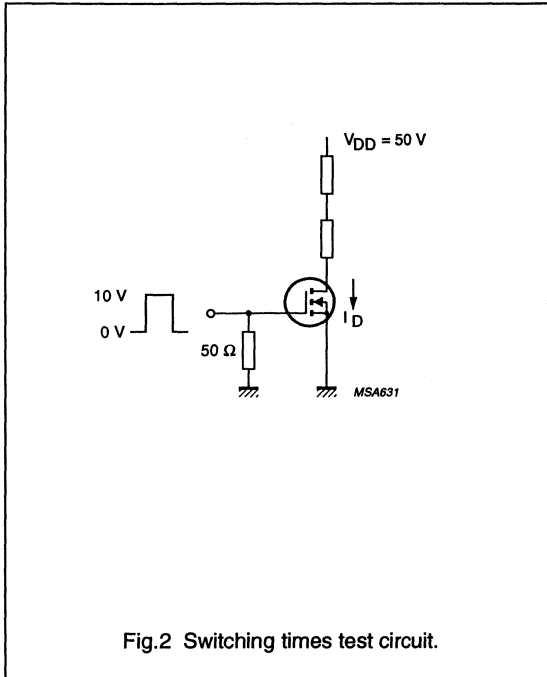 V_DD = 50 V
10 V
0 V
50 Ω
I_D
MSA631
Fig.2 Switching times test circuit.